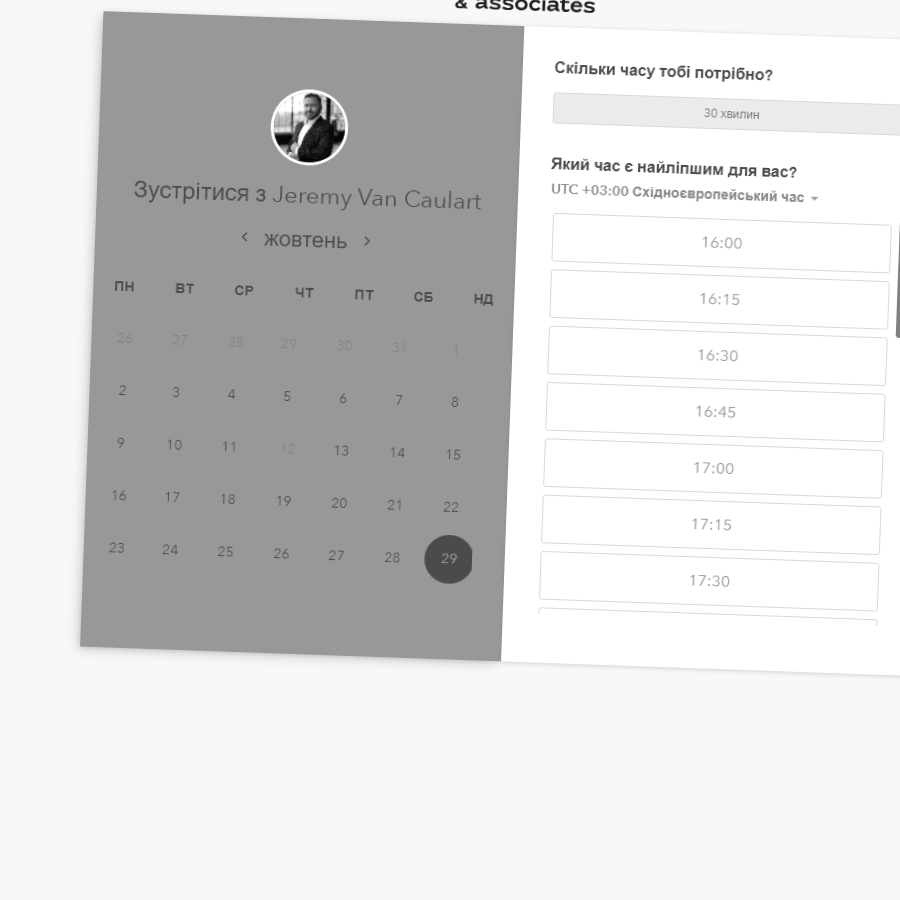 & associates
Зустрітися з Jeremy Van Caulart
жовтень
ПН ВТ СР ЧТ ПТ СБ НД
26 27 28 29 30 31 1
2 3 4 5 6 7 8
9 10 11 12 13 14 15
16 17 18 19 20 21 22
23 24 25 26 27 28 29
Скільки часу тобі потрібно?
30 хвилин
Який час є найліпшим для вас?
UTC +03:00 Східноєвропейський час
16:00
16:15
16:30
16:45
17:00
17:15
17:30